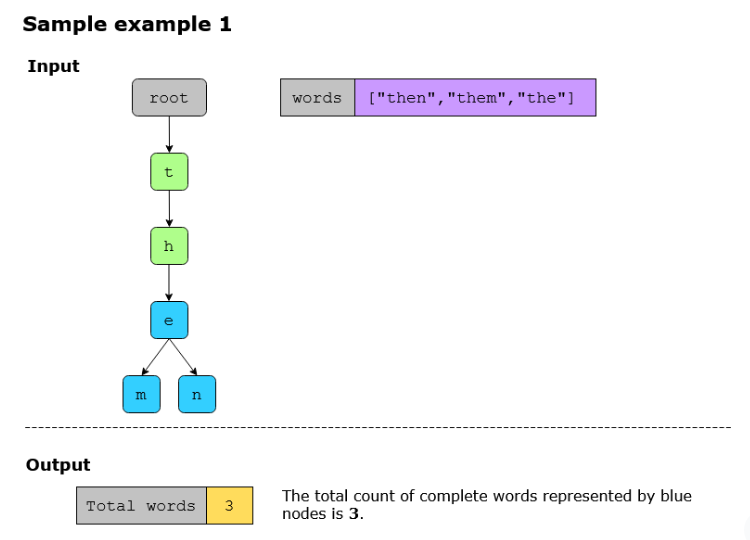 Sample example 1
Input
root
words ["then","them","the"]
t
h
e
m n
Output
Total words 3
The total count of complete words represented by blue
nodes is 3.